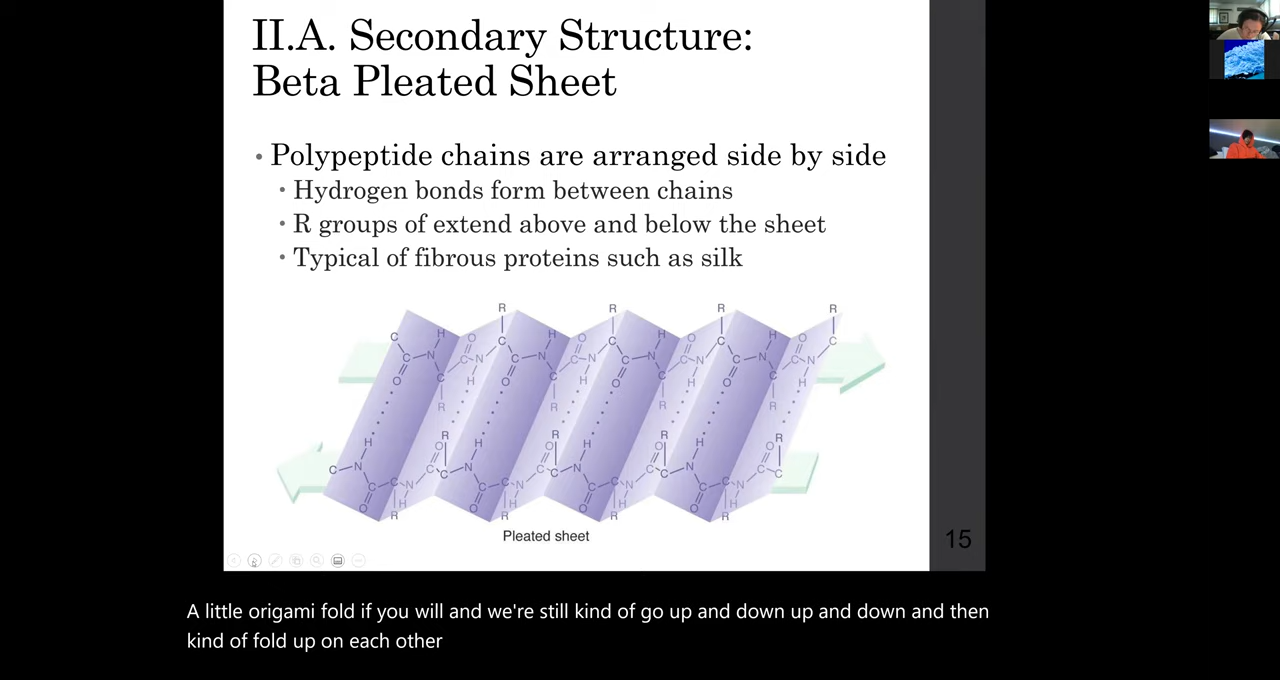 II.A. Secondary Structure:
Beta Pleated Sheet
• Polypeptide chains are arranged side by side
• Hydrogen bonds form between chains
• R groups of extend above and below the sheet
• Typical of fibrous proteins such as silk
R R R R
C H O C H O C H O C H O C
C N C N C N C N C N C N C N C N
O C H O C H O C H O C H
R R R R
H R H R H R H R
C N O C N O C N O C N O
C C N C C N C C N C C N C
O H O H O H O H
R R R R
Pleated sheet
15
A little origami fold if you will and we're still kind of go up and down up and down and then
kind of fold up on each other